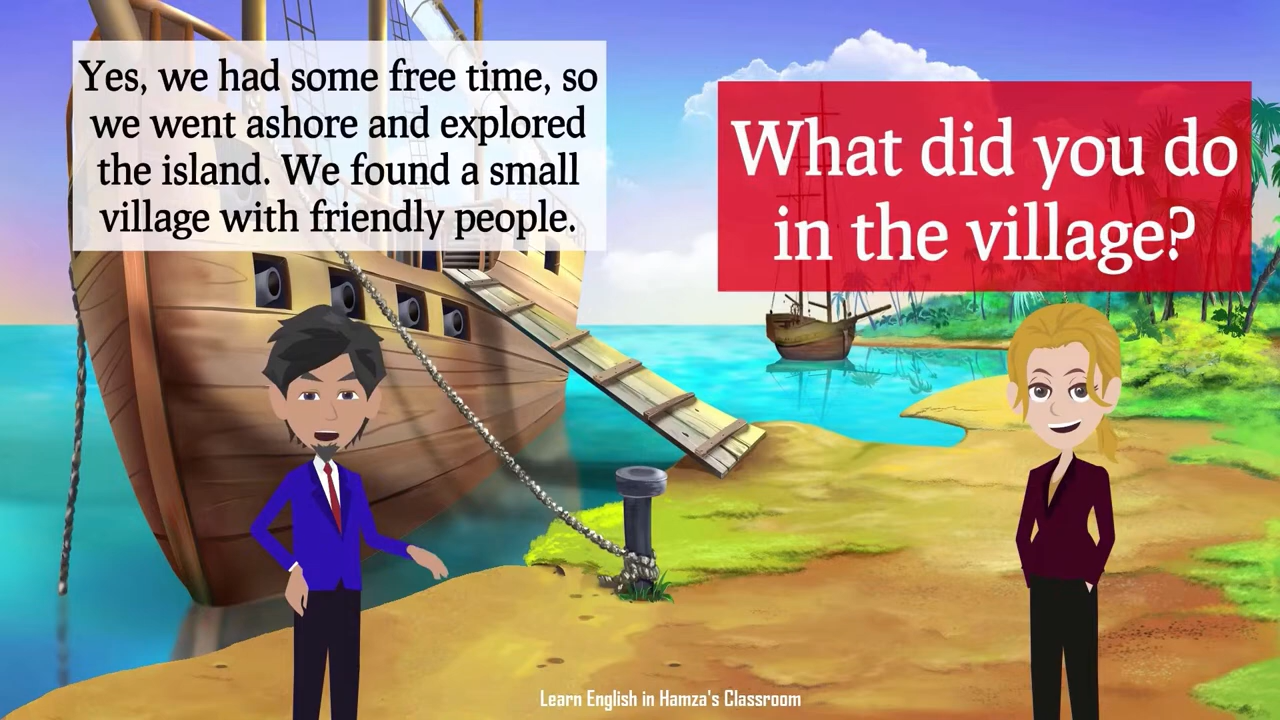 Yes, we had some free time, so
we went ashore and explored
the island. We found a small
village with friendly people.
What did you do
in the village?
Learn English in Hamza's Classroom